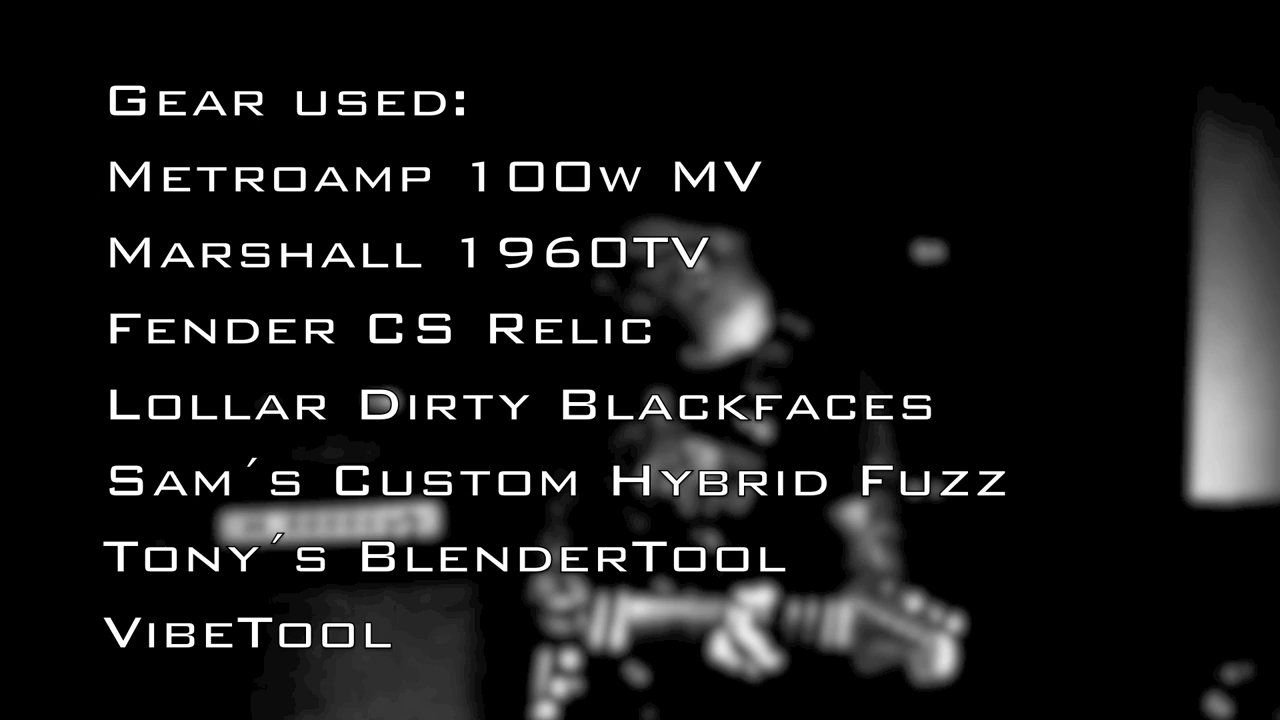 Gear used:
Metroamp 100w MV
Marshall 1960TV
Fender CS Relic
Lollar Dirty Blackfaces
Sam´s Custom Hybrid Fuzz
Tony´s BlenderTool
VibeTool